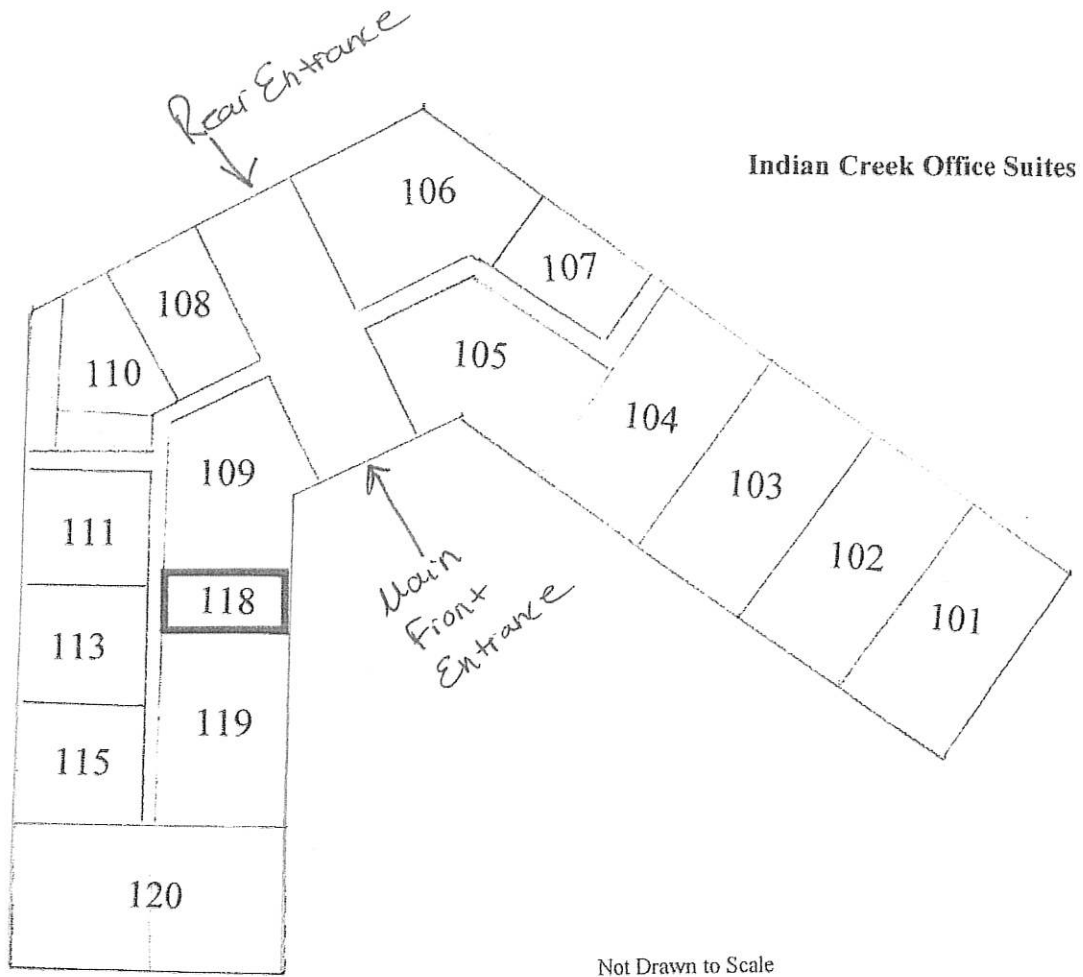 Rear Entrance
Indian Creek Office Suites
106
107
108
105
110
104
109
103
111
102
Main
Front
Entrance
118
101
113
119
115
120
Not Drawn to Scale